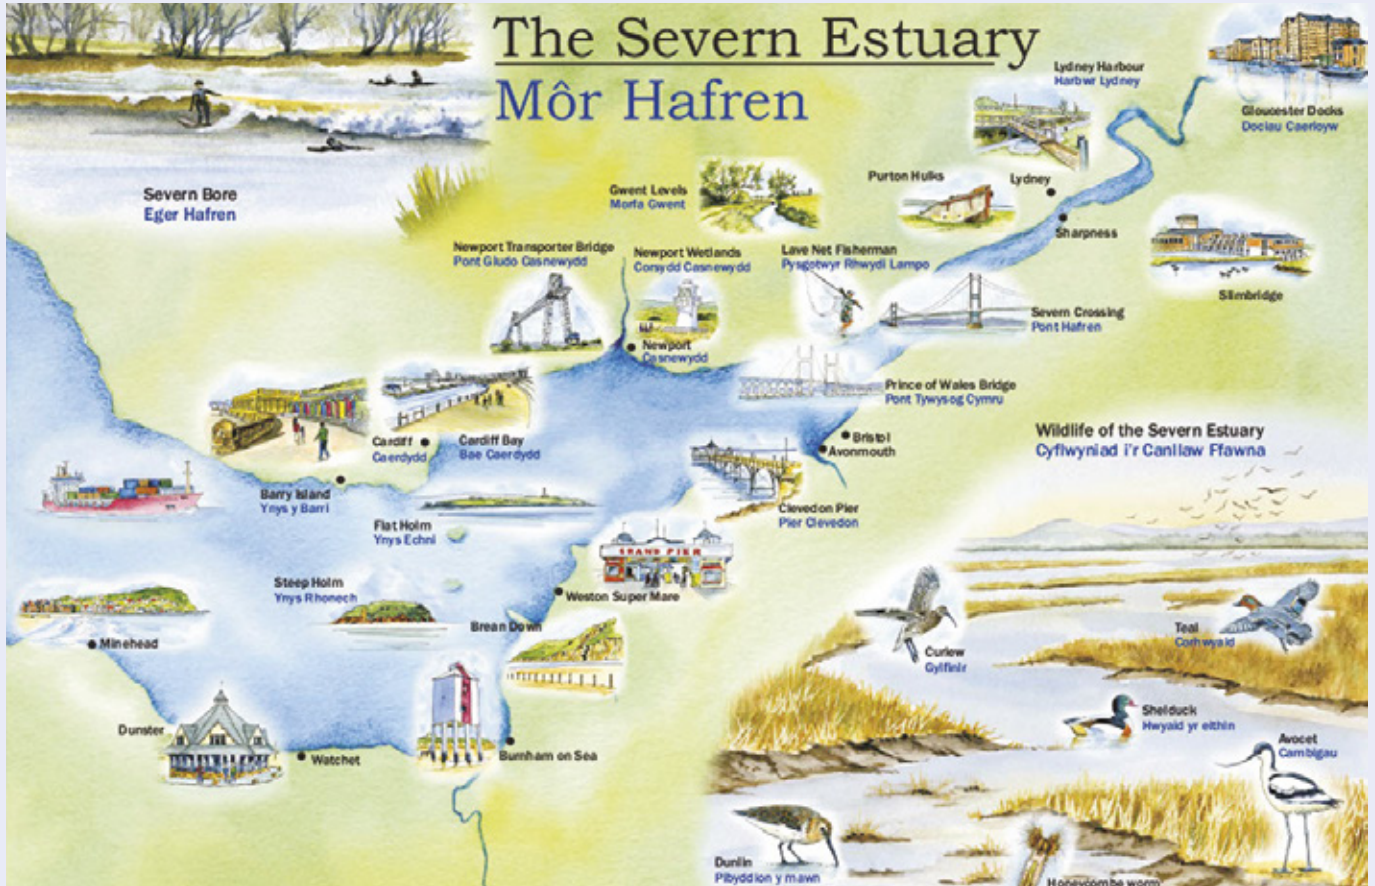 The Severn Estuary
Môr Hafren
Severn Bore
Eger Hafren
Lydney Harbour
Harbwr Lydney
Gloucester Docks
Dociau Caerloyw
Purton Hulks
Lydney
Sharpness
Slimbridge
Gwent Levels
Morfa Gwent
Newport Transporter Bridge
Pont Gludo Casnewydd
Newport Wetlands
Corsydd Casnewydd
Lave Net Fisherman
Pysgotwyr Rhwydi Lampo
Severn Crossing
Pont Hafren
Newport
Casnewydd
Prince of Wales Bridge
Pont Tywysog Cymru
Cardiff
Caerdydd
Cardiff Bay
Bae Caerdydd
Bristol
Avonmouth
Barry Island
Ynys y Barri
Flat Holm
Ynys Echni
Clevedon Pier
Pier Clevedon
GRAND PIER
Steep Holm
Ynys Rhonech
Weston Super Mare
Brean Down
Minehead
Dunster
Watchet
Burnham on Sea
Wildlife of the Severn Estuary
Cyflwyniad i'r Canllaw Ffawna
Curlew
Gylfinir
Teal
Corhwyaid
Shelduck
Hwyaid yr eithin
Avocet
Cambigau
Dunlin
Pibyddion y mawn
Honeycombe worm